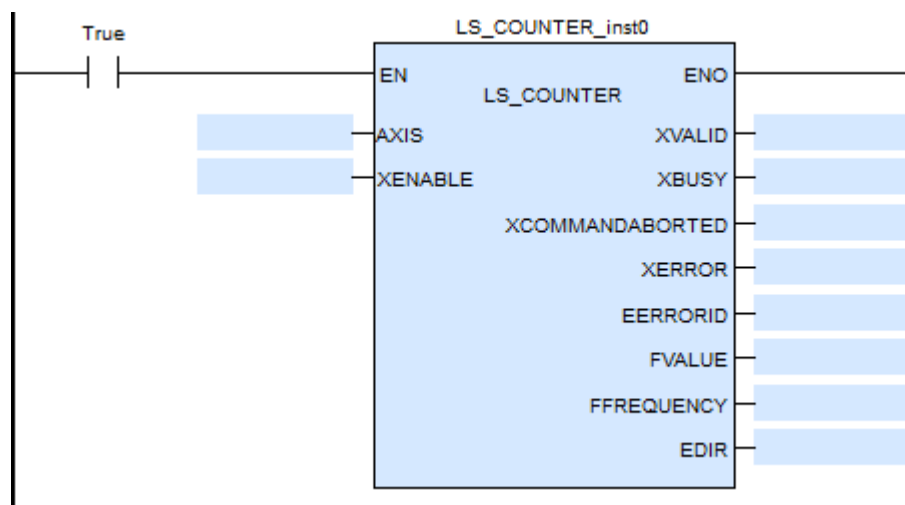 LS_COUNTER_inst0
True
EN ENO
LS_COUNTER
AXIS XVALID
XENABLE XBUSY
XCOMMANDABORTED
XERROR
EERRORID
FVALUE
FFREQUENCY
EDIR